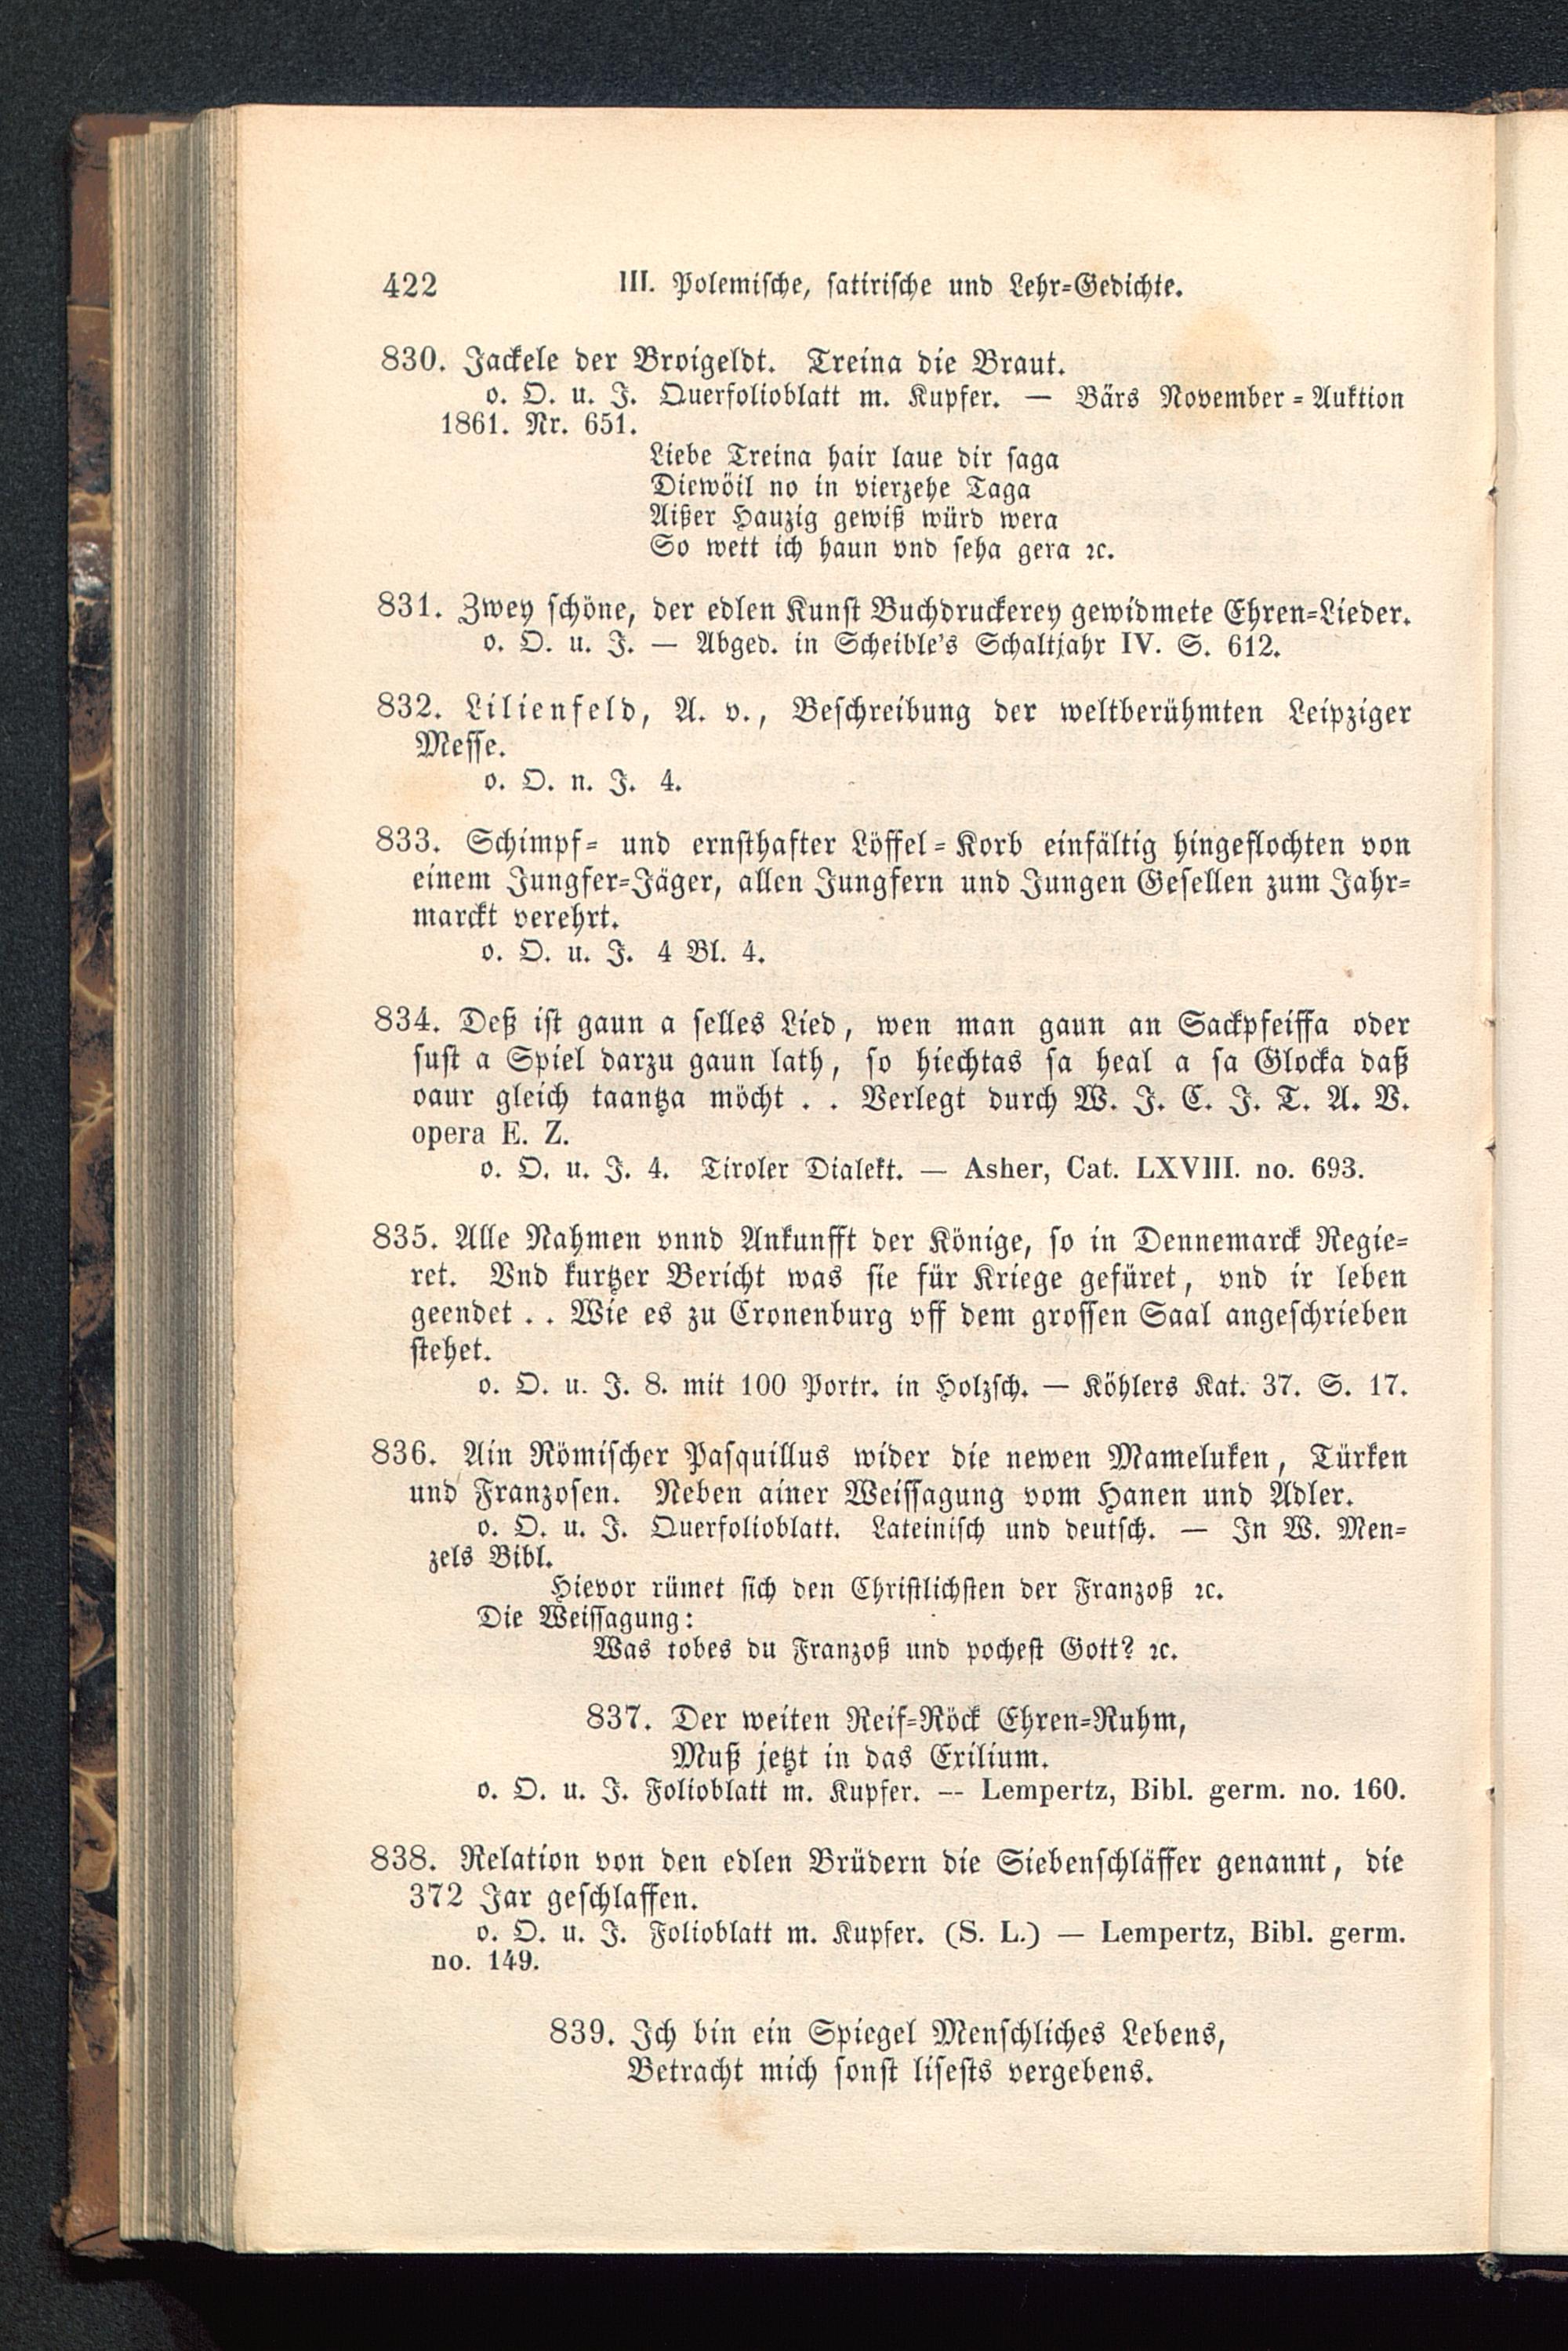 422 III. Polemische, satirische und Lehr-Gedichte.
830. Jackele der Broigeldt. Treina die Braut.
o. O. u. J. Querfolioblatt m. Kupfer. — Bärs November-Auktion
1861. Nr. 651.
Liebe Treina hair laue dir saga
Diewöil no in vierzehe Taga
Aißer Hauzig gewiß würd wera
So wett ich haun vnd seha gera ꝛc.
831. Zwey schöne, der edlen Kunst Buchdruckerey gewidmete Ehren-Lieder.
o. O. u. J. — Abged. in Scheible's Schaltjahr IV. S. 612.
832. Lilienfeld, A. v., Beschreibung der weltberühmten Leipziger
Messe.
o. O. n. J. 4.
833. Schimpf- und ernsthafter Löffel-Korb einfältig hingeflochten von
einem Jungfer-Jäger, allen Jungfern und Jungen Gesellen zum Jahr-
marckt verehrt.
o. O. u. J. 4 Bl. 4.
834. Deß ist gaun a selles Lied, wen man gaun an Sackpfeiffa oder
sust a Spiel darzu gaun lath, so hiechtas sa heal a sa Glocka daß
oaur gleich taantza möcht . . Verlegt durch W. J. C. J. T. A. V.
opera E. Z.
o. O. u. J. 4. Tiroler Dialekt. — Asher, Cat. LXVIII. no. 693.
835. Alle Nahmen vnnd Ankunfft der Könige, so in Dennemarck Regie-
ret. Vnd kurtzer Bericht was sie für Kriege gefüret, vnd ir leben
geendet . . Wie es zu Cronenburg vff dem grossen Saal angeschrieben
stehet.
o. O. u. J. 8. mit 100 Portr. in Holzsch. — Köhlers Kat. 37. S. 17.
836. Ain Römischer Pasquillus wider die newen Mameluken, Türken
und Franzosen. Neben ainer Weissagung vom Hanen und Adler.
o. O. u. J. Querfolioblatt. Lateinisch und deutsch. — In W. Men-
zels Bibl.
Hievor rümet sich den Christlichsten der Franzoß ꝛc.
Die Weissagung:
Was tobes du Franzoß und pochest Gott? ꝛc.
837. Der weiten Reif-Röck Ehren-Ruhm,
Muß jetzt in das Exilium.
o. O. u. J. Folioblatt m. Kupfer. — Lempertz, Bibl. germ. no. 160.
838. Relation von den edlen Brüdern die Siebenschläffer genannt, die
372 Jar geschlaffen.
o. O. u. J. Folioblatt m. Kupfer. (S. L.) — Lempertz, Bibl. germ.
no. 149.
839. Ich bin ein Spiegel Menschliches Lebens,
Betracht mich sonst lisests vergebens.